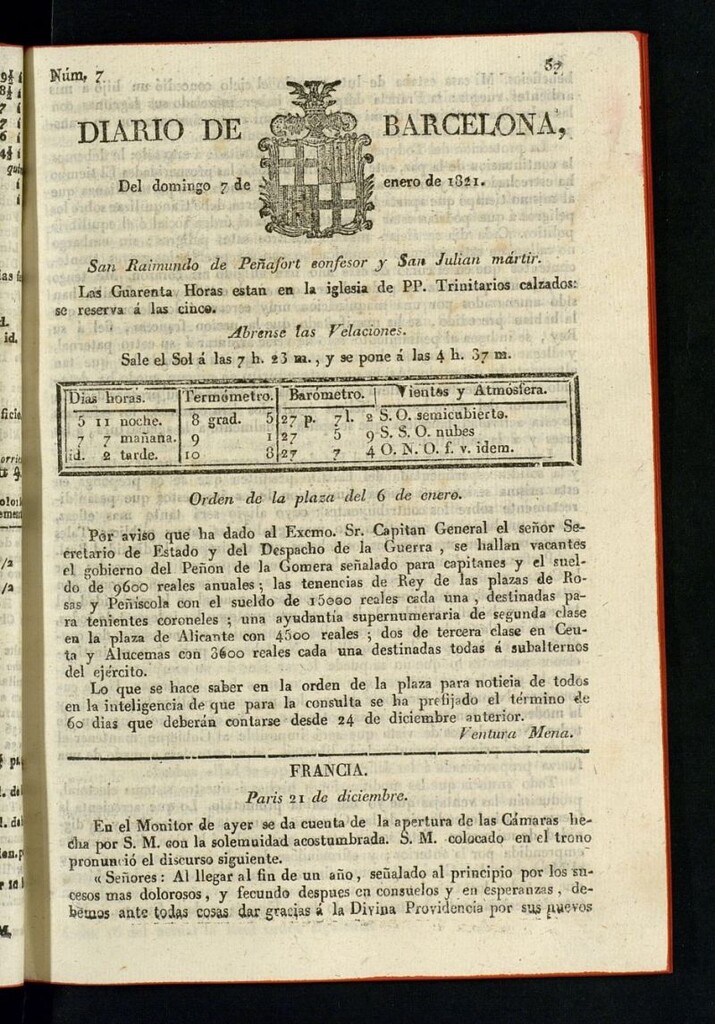 Núm. 7
DIARIO DE BARCELONA,
Del domingo 7 de enero de 1821.
San Raimundo de Peñafort confesor y San Julian mártir.
Las Cuarenta Horas estan en la iglesia de PP. Trinitarios calzados:
se reserva á las cinco.
Abrense las Velaciones.
Sale el Sol á las 7 h. 23 m., y se pone á las 4 h. 37 m.
Dias horas. Termómetro. Barómetro. Vientos y Atmósfera.
5 11 noche. 8 grad. 5 27 p. 7 l. 2 S. O. semicubierto.
7 7 mañana. 9 1 27 5 9 S. S. O. nubes
id. 2 tarde. 10 8 27 7 4 O. N. O. f. v. idem.
Orden de la plaza del 6 de enero.
Por aviso que ha dado al Excmo. Sr. Capitan General el señor Se-
cretario de Estado y del Despacho de la Guerra, se hallan vacantes
el gobierno del Peñon de la Gomera señalado para capitanes y el suel-
do de 9600 reales anuales; las tenencias de Rey de las plazas de Ro-
sas y Peñiscola con el sueldo de 15000 reales cada una, destinadas pa-
ra tenientes coroneles; una ayudantía supernumeraria de segunda clase
en la plaza de Alicante con 4500 reales; dos de tercera clase en Ceu-
ta y Alucemas con 3600 reales cada una destinadas todas á subalternos
del ejército.
Lo que se hace saber en la orden de la plaza para noticia de todos
en la inteligencia de que para la consulta se ha prefijado el término de
60 dias que deberán contarse desde 24 de diciembre anterior.
Ventura Mena.
FRANCIA.
Paris 21 de diciembre.
En el Monitor de ayer se da cuenta de la apertura de las Cámaras he-
cha por S. M. con la solemuidad acostumbrada. S. M. colocado en el trono
pronunció el discurso siguiente.
« Señores: Al llegar al fin de un año, señalado al principio por los su-
cesos mas dolorosos, y fecundo despues en consuelos y en esperanzas, de-
bemos ante todas cosas dar gracias á la Divina Providencia por sus nuevos